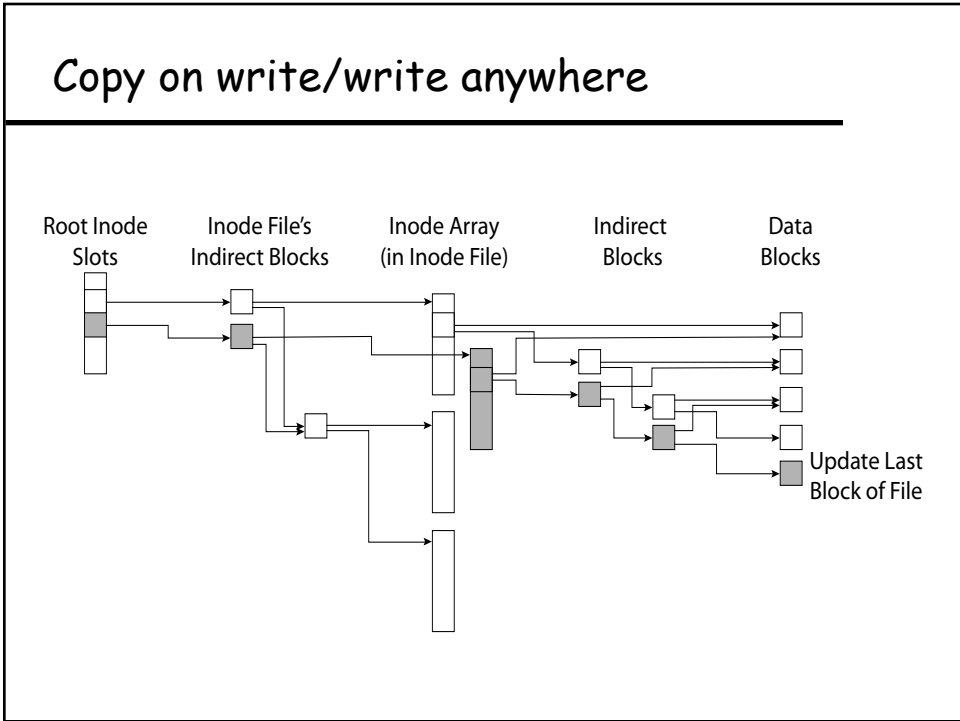 Copy on write/write anywhere
Root Inode
Slots
Inode File’s
Indirect Blocks
Inode Array
(in Inode File)
Indirect
Blocks
Data
Blocks
Update Last
Block of File